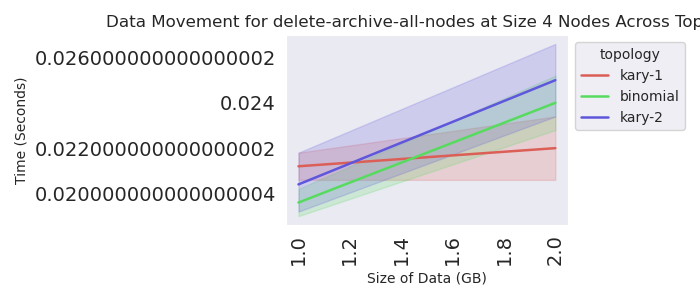 Data Movement for delete-archive-all-nodes at Size 4 Nodes Across Top
0.026000000000000002
0.024
0.022000000000000002
0.020000000000000004
Time (Seconds)
1.0
1.2
1.4
1.6
1.8
2.0
Size of Data (GB)
topology
kary-1
binomial
kary-2